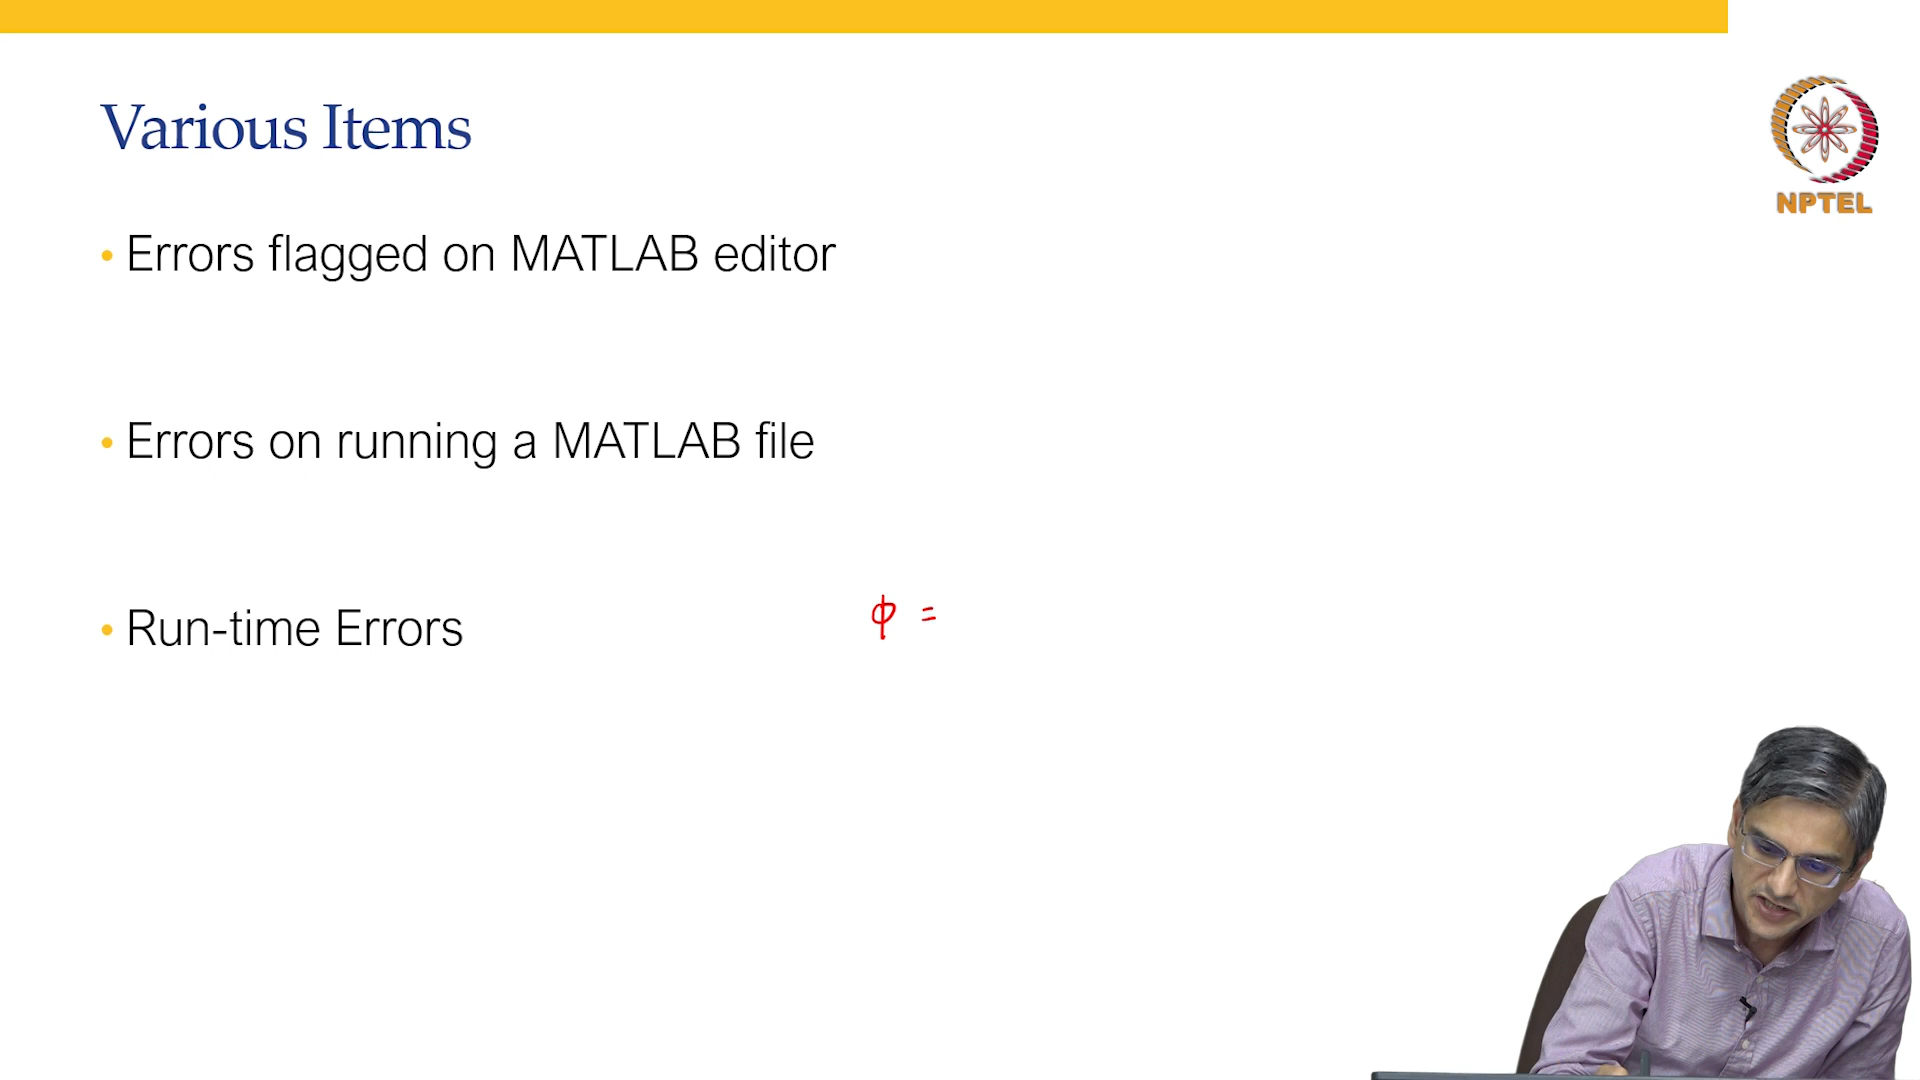 Various Items
NPTEL
• Errors flagged on MATLAB editor
• Errors on running a MATLAB file
• Run-time Errors
φ =